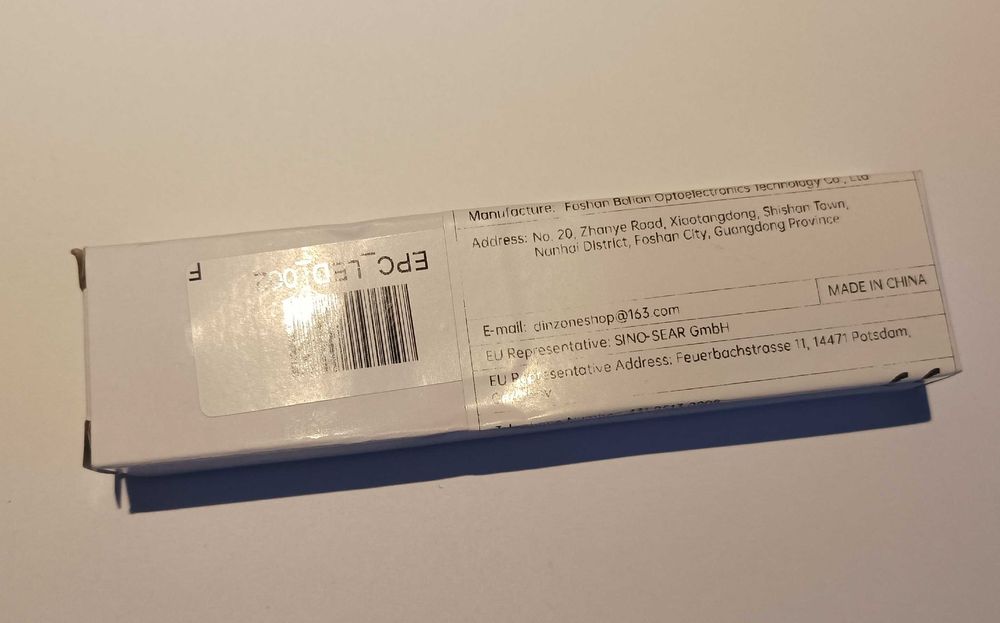 Manufacture: Foshan Bolian Optoelectronics Technology Co., Ltd
Address: No. 20, Zhanye Road, Xiaotangdong, Shishan Town,
Nanhai District, Foshan City, Guangdong Province
MADE IN CHINA
E-mail: dinzoneshop@163.com
EU Representative: SINO-SEAR GmbH
EU Representative Address: Feuerbachstrasse 11, 14471 Potsdam,
Germany
EPC_LED
F